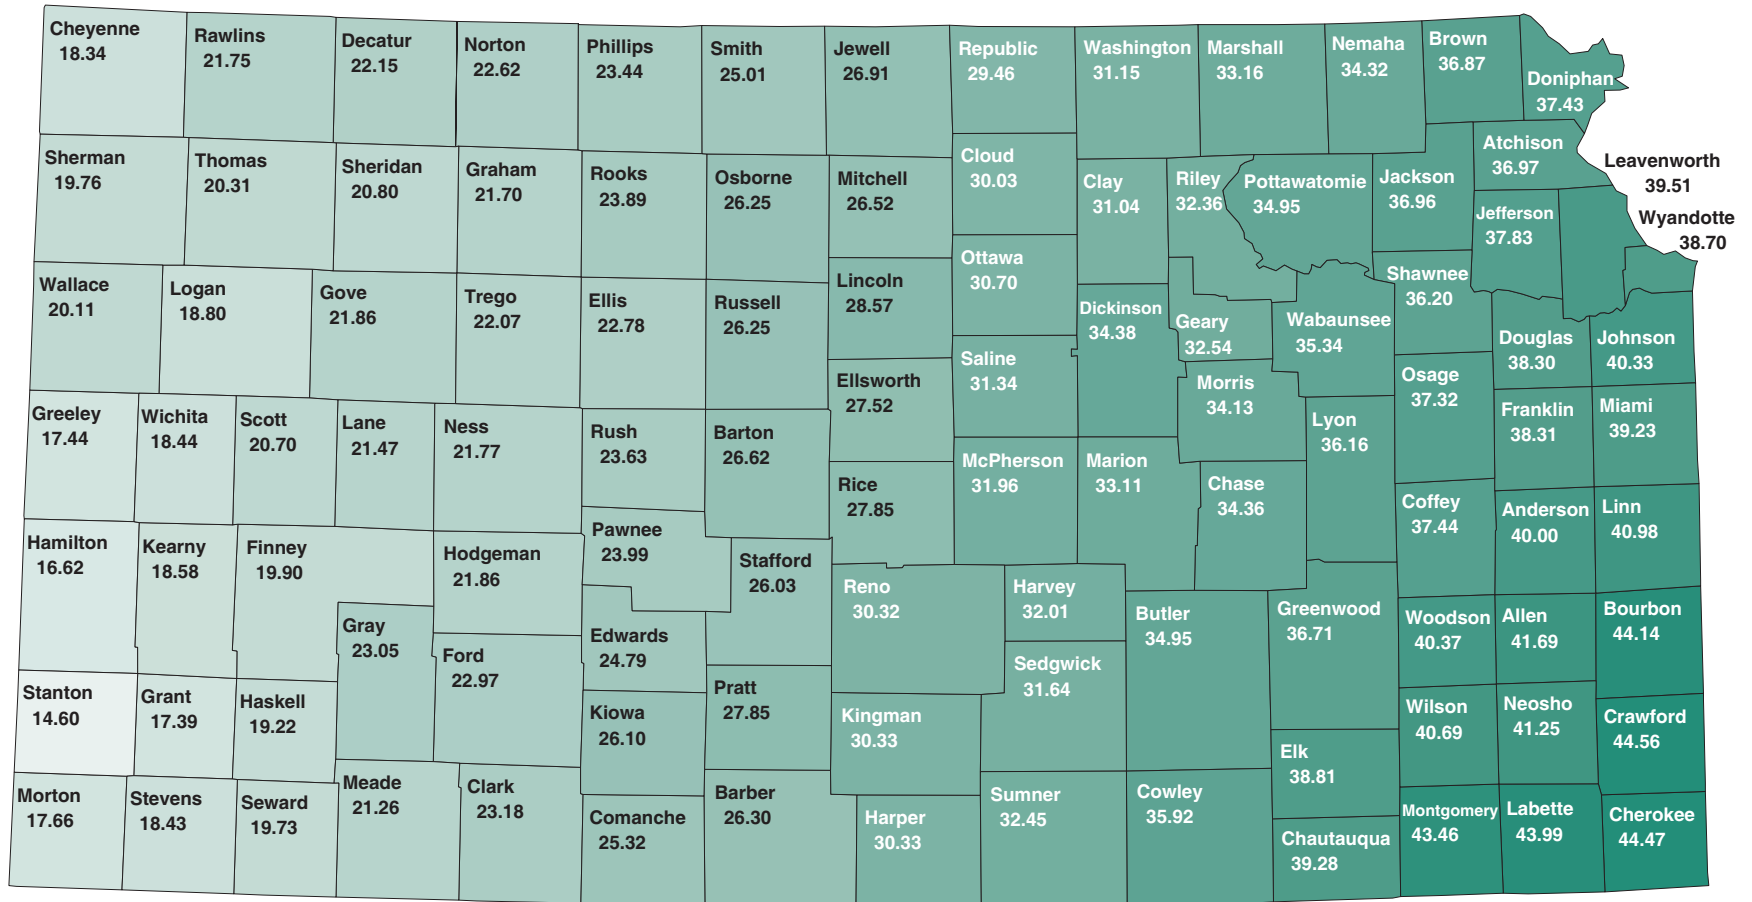 Cheyenne
18.34
Rawlins
21.75
Decatur
22.15
Norton
22.62
Phillips
23.44
Smith
25.01
Jewell
26.91
Republic
29.46
Washington
31.15
Marshall
33.16
Nemaha
34.32
Brown
36.87
Doniphan
37.43
Sherman
19.76
Thomas
20.31
Sheridan
20.80
Graham
21.70
Rooks
23.89
Osborne
26.25
Mitchell
26.52
Cloud
30.03
Clay
31.04
Riley
32.36
Pottawatomie
34.95
Jackson
36.96
Atchison
36.97
Leavenworth
39.51
Jefferson
37.83
Wyandotte
38.70
Wallace
20.11
Logan
18.80
Gove
21.86
Trego
22.07
Ellis
22.78
Russell
26.25
Lincoln
28.57
Ottawa
30.70
Dickinson
34.38
Geary
32.54
Wabaunsee
35.34
Shawnee
36.20
Douglas
38.30
Johnson
40.33
Ellsworth
27.52
Saline
31.34
Morris
34.13
Osage
37.32
Greeley
17.44
Wichita
18.44
Scott
20.70
Lane
21.47
Ness
21.77
Rush
23.63
Barton
26.62
Lyon
36.16
Franklin
38.31
Miami
39.23
Rice
27.85
McPherson
31.96
Marion
33.11
Chase
34.36
Coffey
37.44
Anderson
40.00
Linn
40.98
Hamilton
16.62
Kearny
18.58
Finney
19.90
Hodgeman
21.86
Pawnee
23.99
Stafford
26.03
Reno
30.32
Harvey
32.01
Butler
34.95
Greenwood
36.71
Woodson
40.37
Allen
41.69
Bourbon
44.14
Gray
23.05
Ford
22.97
Edwards
24.79
Sedgwick
31.64
Stanton
14.60
Grant
17.39
Haskell
19.22
Kiowa
26.10
Pratt
27.85
Kingman
30.33
Elk
38.81
Wilson
40.69
Neosho
41.25
Crawford
44.56
Morton
17.66
Stevens
18.43
Seward
19.73
Meade
21.26
Clark
23.18
Comanche
25.32
Barber
26.30
Harper
30.33
Sumner
32.45
Cowley
35.92
Chautauqua
39.28
Montgomery
43.46
Labette
43.99
Cherokee
44.47